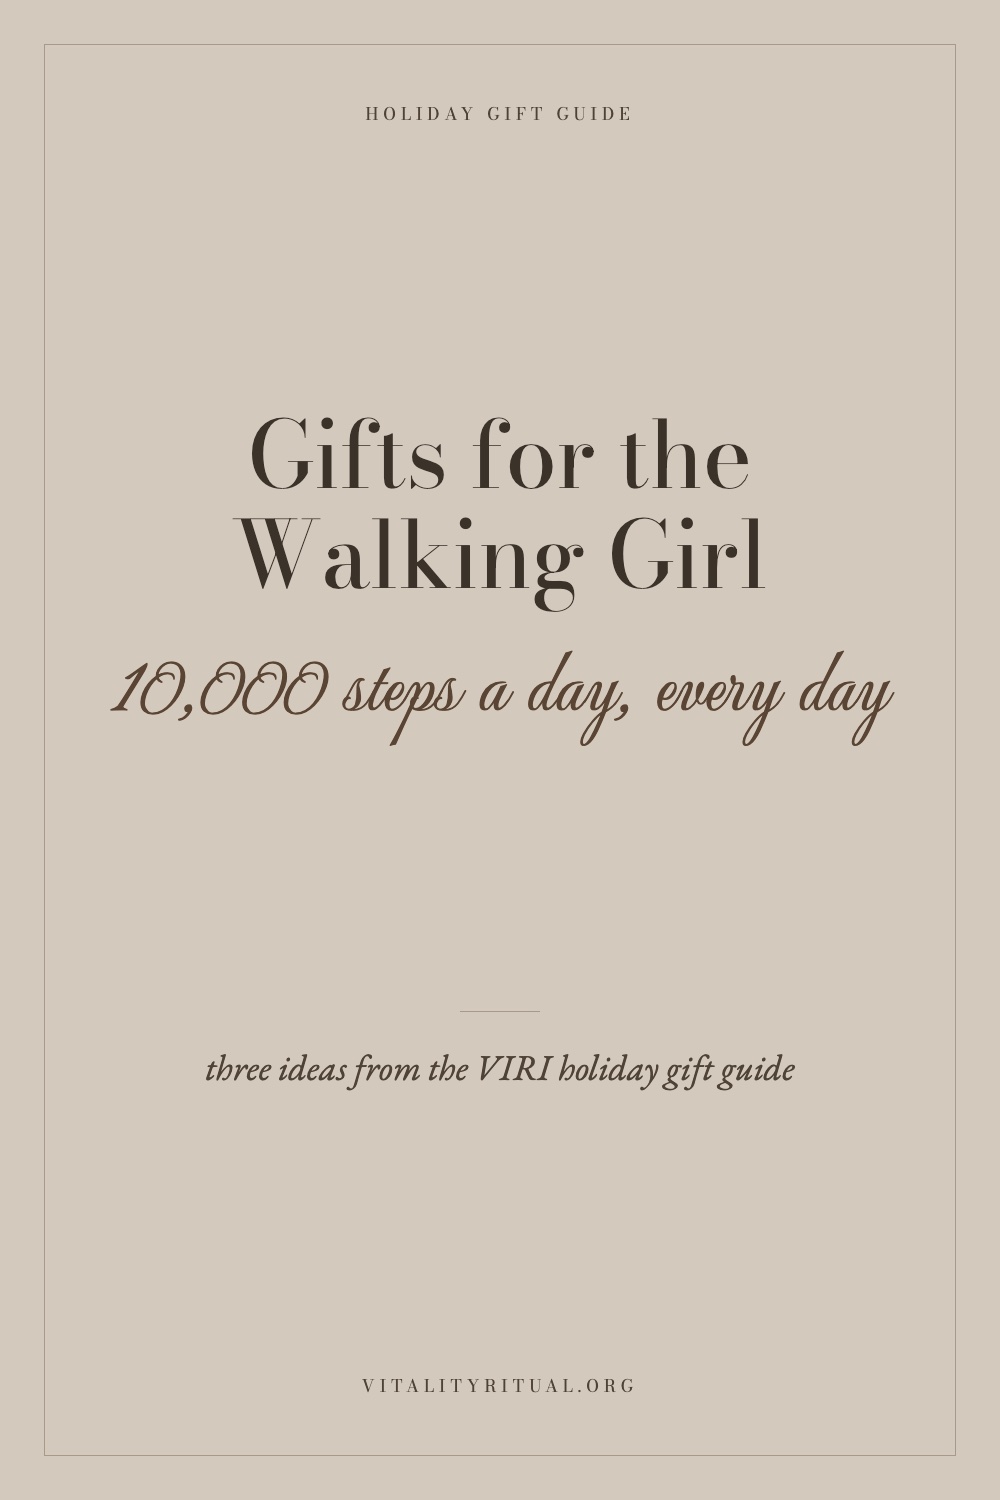 HOLIDAY GIFT GUIDE
Gifts for the
Walking Girl
10,000 steps a day, every day
three ideas from the VIRI holiday gift guide
VITALITYRITUAL.ORG